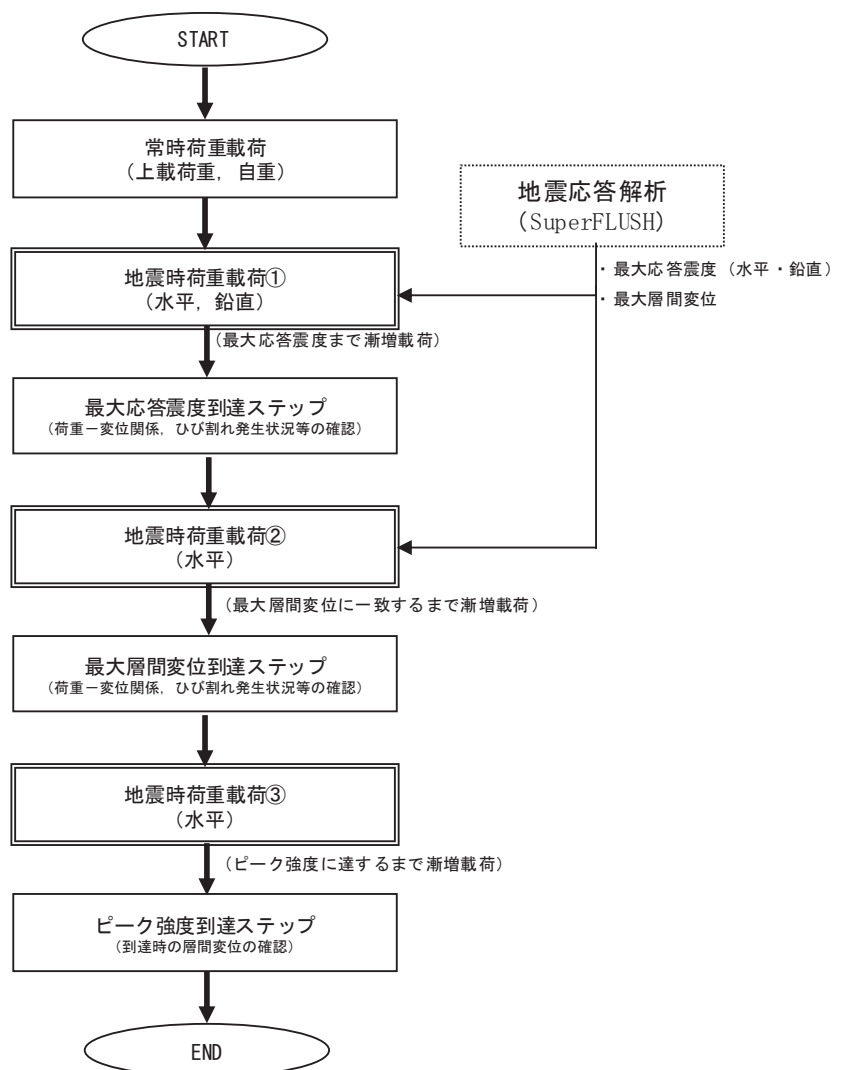 START
常時荷重載荷
（上載荷重，自重）
地震応答解析
（SuperFLUSH）
・最大応答震度（水平・鉛直）
・最大層間変位
地震時荷重載荷①
（水平，鉛直）
（最大応答震度まで漸増載荷）
最大応答震度到達ステップ
（荷重－変位関係，ひび割れ発生状況等の確認）
地震時荷重載荷②
（水平）
（最大層間変位に一致するまで漸増載荷）
最大層間変位到達ステップ
（荷重－変位関係，ひび割れ発生状況等の確認）
地震時荷重載荷③
（水平）
（ピーク強度に達するまで漸増載荷）
ピーク強度到達ステップ
（到達時の層間変位の確認）
END